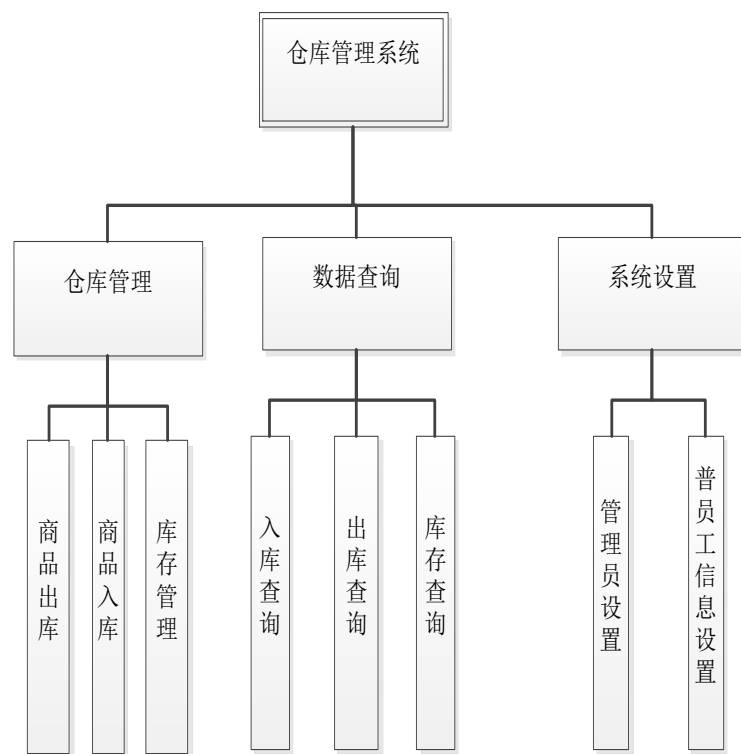 仓库管理系统
仓库管理
数据查询
系统设置
商品出库
商品入库
库存管理
入库查询
出库查询
库存查询
管理员设置
普员工信息设置